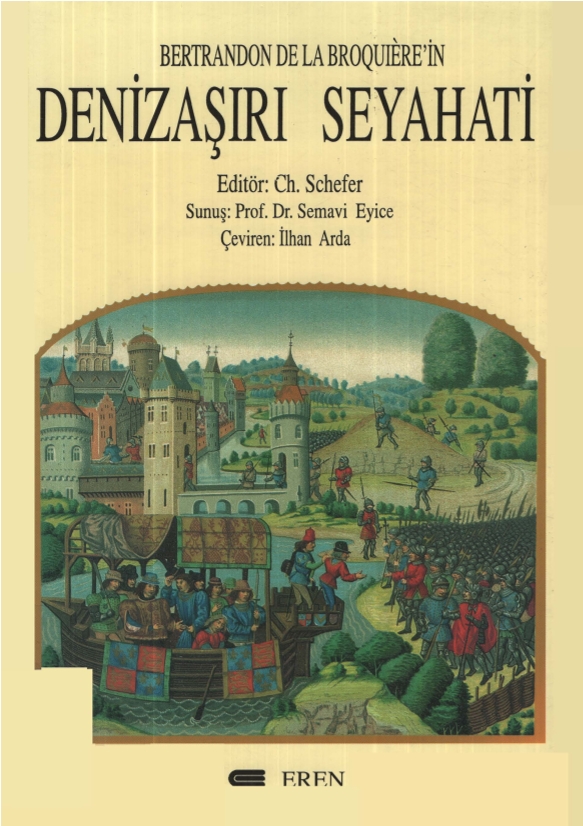 BERTRANDON DE LA BROQUIÈRE'İN
DENİZAŞIRI SEYAHATİ
Editör: Ch. Schefer
Sunuş: Prof. Dr. Semavi Eyice
Çeviren: İlhan Arda
EREN